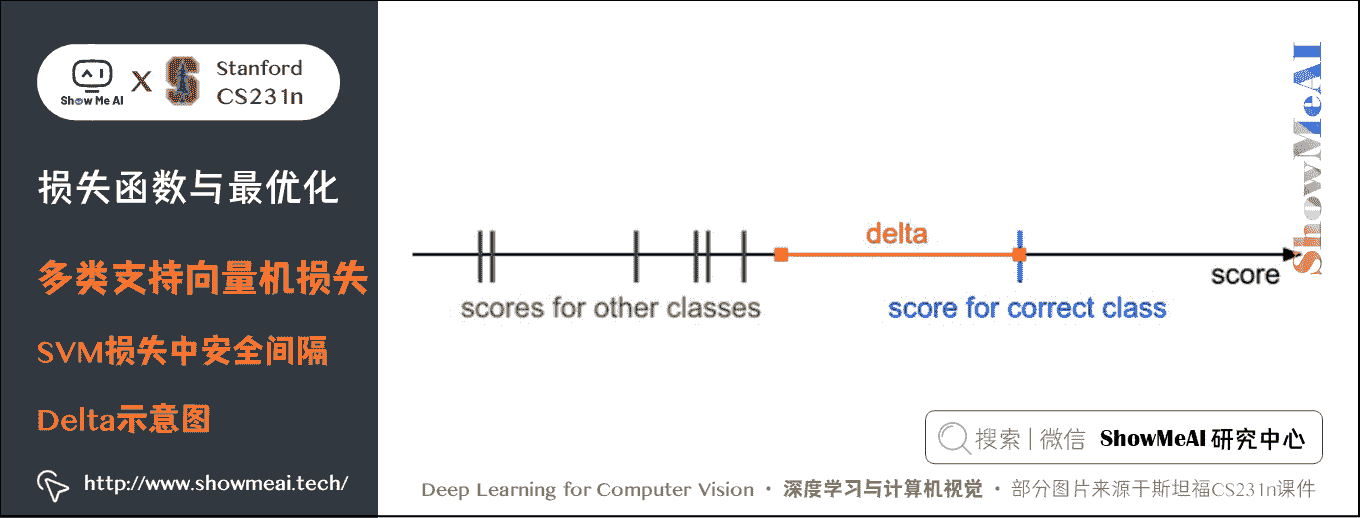 Show Me AI
X
Stanford
CS231n
损失函数与最优化
多类支持向量机损失
SVM损失中安全间隔
Delta示意图
http://www.showmeai.tech/
delta
score
scores for other classes
score for correct class
ShowMeAI
搜索 | 微信 ShowMeAI 研究中心
Deep Learning for Computer Vision · 深度学习与计算机视觉 · 部分图片来源于斯坦福CS231n课件